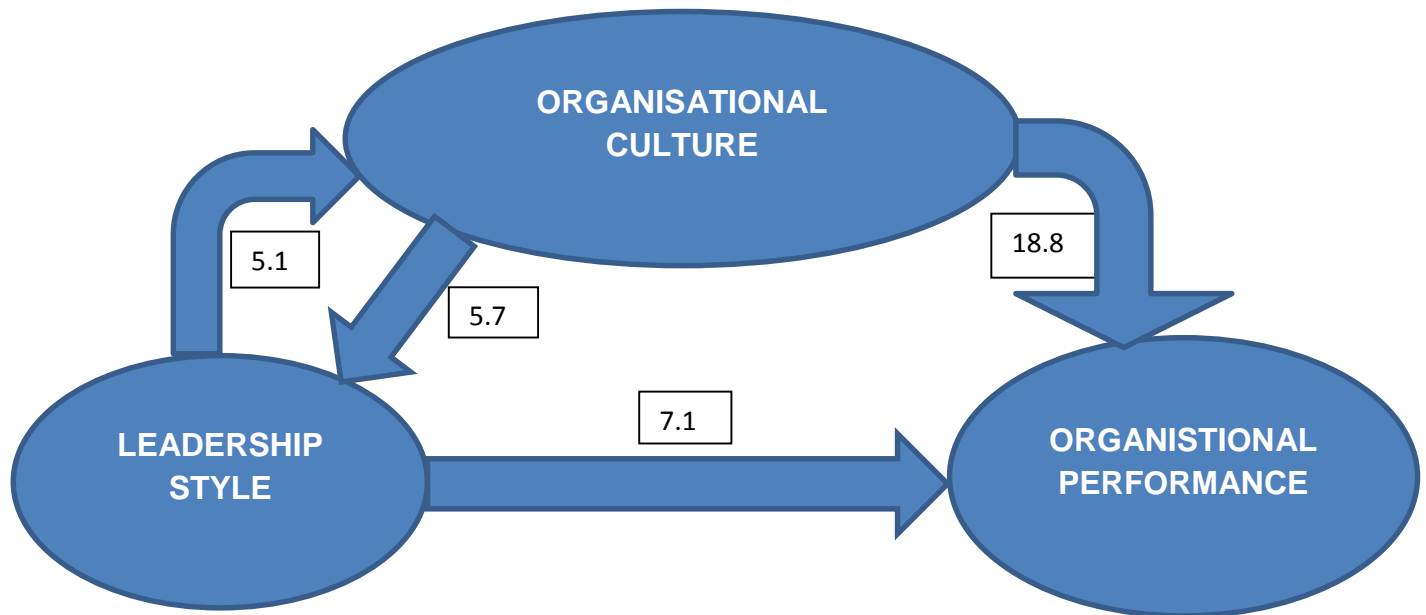 ORGANISATIONAL
CULTURE
5.1
5.7
18.8
7.1
LEADERSHIP
STYLE
ORGANISTIONAL
PERFORMANCE